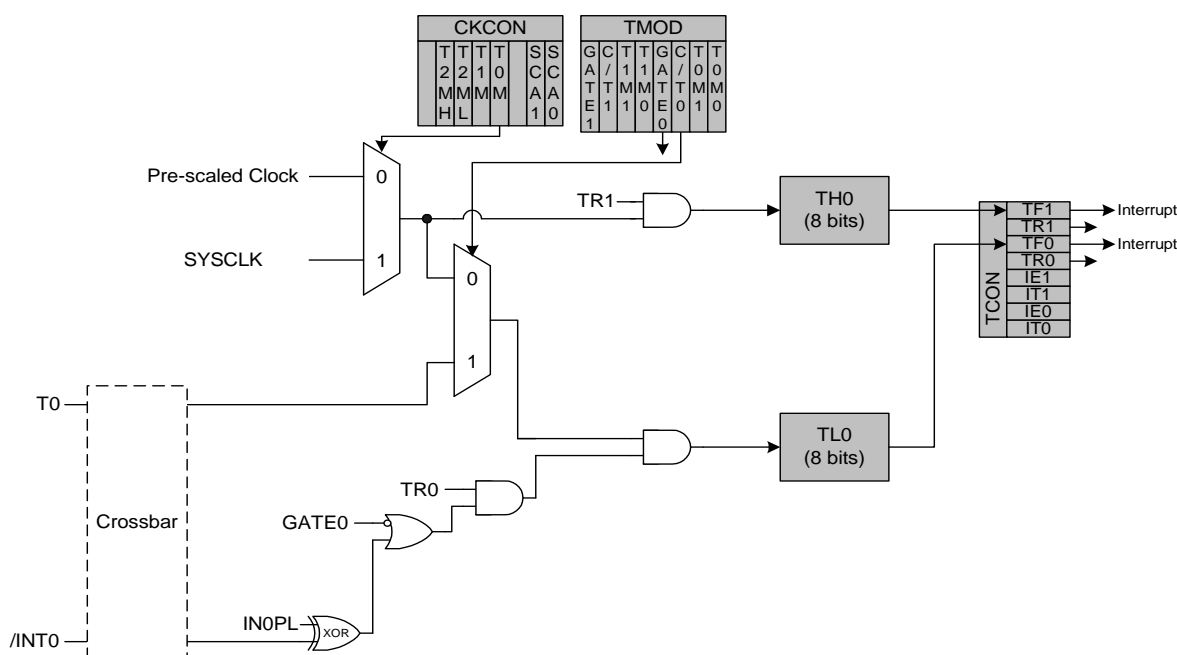 CKCON
T2MH
T2ML
T1M
T0M
SCA1
SCA0
TMOD
GATE1
C/T1
T1M1
T1M0
GATE0
C/T0
T0M1
T0M0
Pre-scaled Clock
0
SYSCLK
1
TR1
TH0
(8 bits)
TCON
TF1
TR1
TF0
TR0
IE1
IT1
IE0
IT0
Interrupt
Interrupt
0
1
T0
Crossbar
TL0
(8 bits)
TR0
GATE0
IN0PL
XOR
/INT0